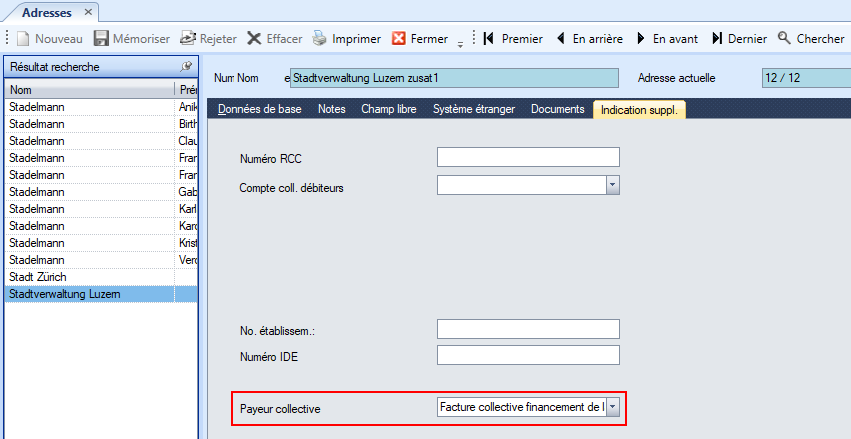 Adresses
Nouveau Mémoriser Rejeter Effacer Imprimer Fermer Premier En arrière En avant Dernier Chercher
Résultat recherche
Nom Prér
Stadelmann Anik
Stadelmann Birth
Stadelmann Clau
Stadelmann Fran
Stadelmann Fran
Stadelmann Gab
Stadelmann Karl
Stadelmann Karo
Stadelmann Krist
Stadelmann Vero
Stadt Zürich
Stadtverwaltung Luzern
Num Nom e Stadtverwaltung Luzern zusat1 Adresse actuelle 12 / 12
Données de base Notes Champ libre Système étranger Documents Indication suppl.
Numéro RCC
Compte coll. débiteurs
No. établissem.:
Numéro IDE
Payeur collective Facture collective financement de l